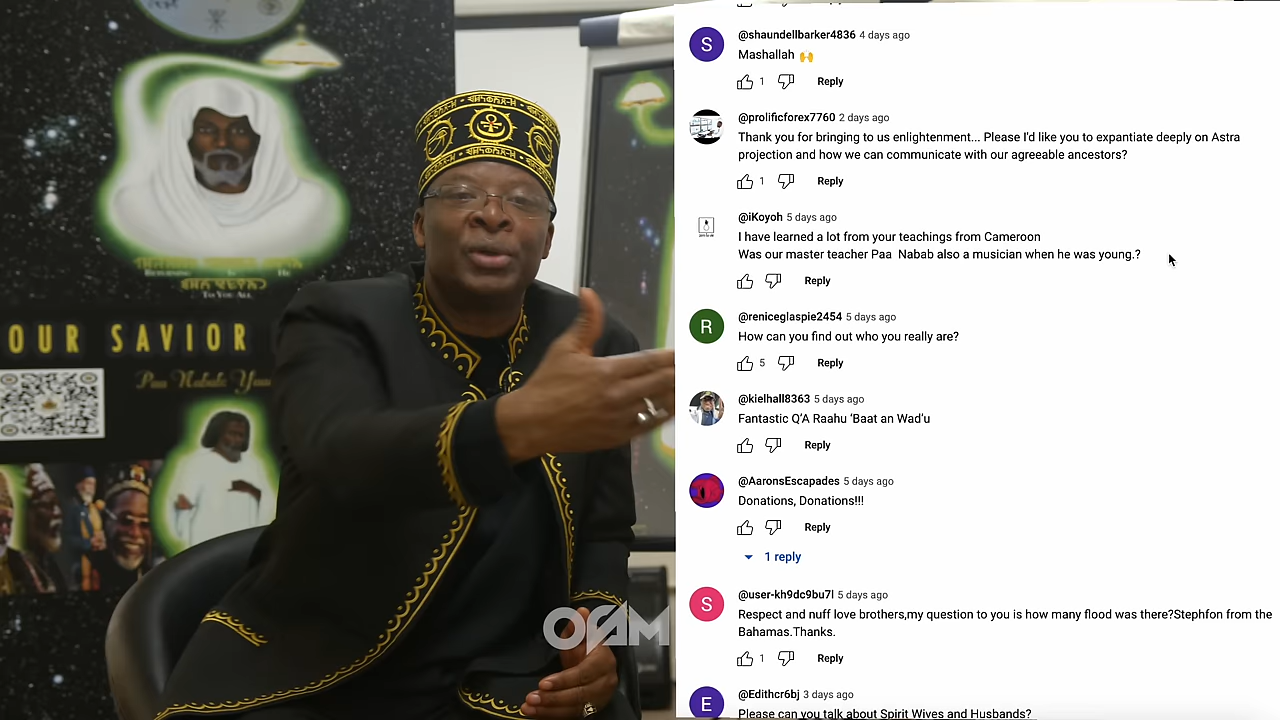 OUR SAVIOR
To You All
OGAM
@shaundellbarker4836 4 days ago
Mashallah 🙌
1 Reply
@prolificforex7760 2 days ago
Thank you for bringing to us enlightenment... Please I'd like you to expantiate deeply on Astra
projection and how we can communicate with our agreeable ancestors?
1 Reply
@iKoyoh 5 days ago
I have learned a lot from your teachings from Cameroon
Was our master teacher Paa Nabab also a musician when he was young.?
Reply
@reniceglaspie2454 5 days ago
How can you find out who you really are?
5 Reply
@kielhall8363 5 days ago
Fantastic Q'A Raahu 'Baat an Wad'u
Reply
@AaronsEscapades 5 days ago
Donations, Donations!!!
Reply
1 reply
@user-kh9dc9bu7l 5 days ago
Respect and nuff love brothers,my question to you is how many flood was there?Stephfon from the
Bahamas.Thanks.
1 Reply
@Edithcr6bj 3 days ago
Please can you talk about Spirit Wives and Husbands?